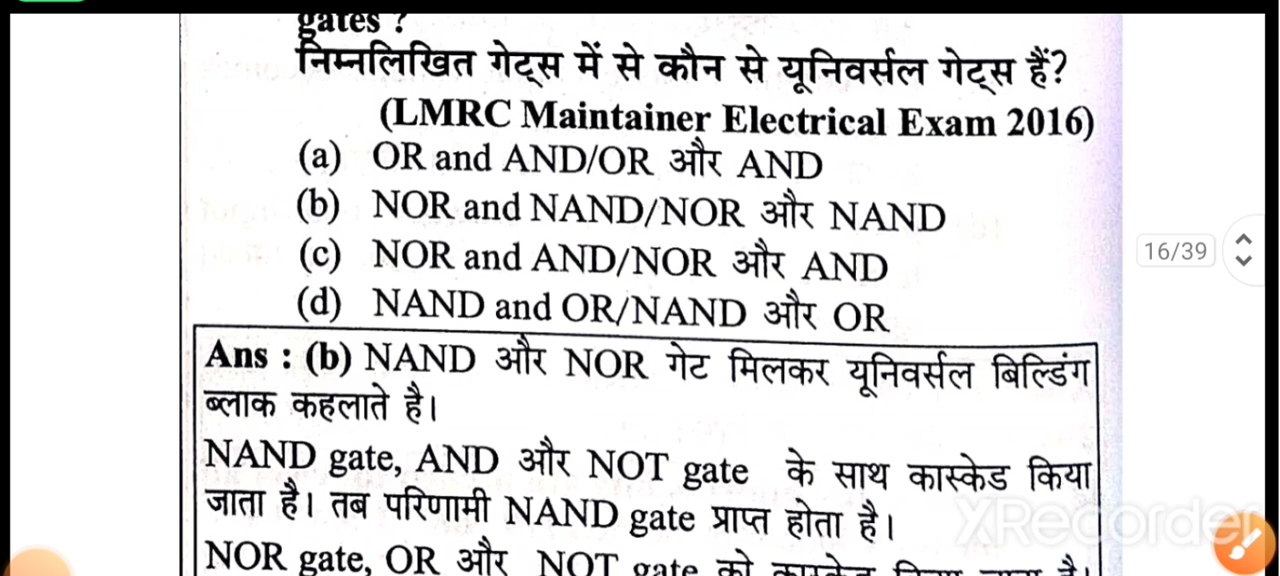 gates ?
निम्नलिखित गेट्स में से कौन से यूनिवर्सल गेट्स हैं?
(LMRC Maintainer Electrical Exam 2016)
(a) OR and AND/OR और AND
(b) NOR and NAND/NOR और NAND
(c) NOR and AND/NOR और AND
16/39
(d) NAND and OR/NAND और OR
Ans : (b) NAND और NOR गेट मिलकर यूनिवर्सल बिल्डिंग
ब्लाक कहलाते है।
NAND gate, AND और NOT gate के साथ कास्केड किया
जाता है। तब परिणामी NAND gate प्राप्त होता है।
XRecorder
NOR gate, OR और NOT gate को कास्केड किया जाता है।